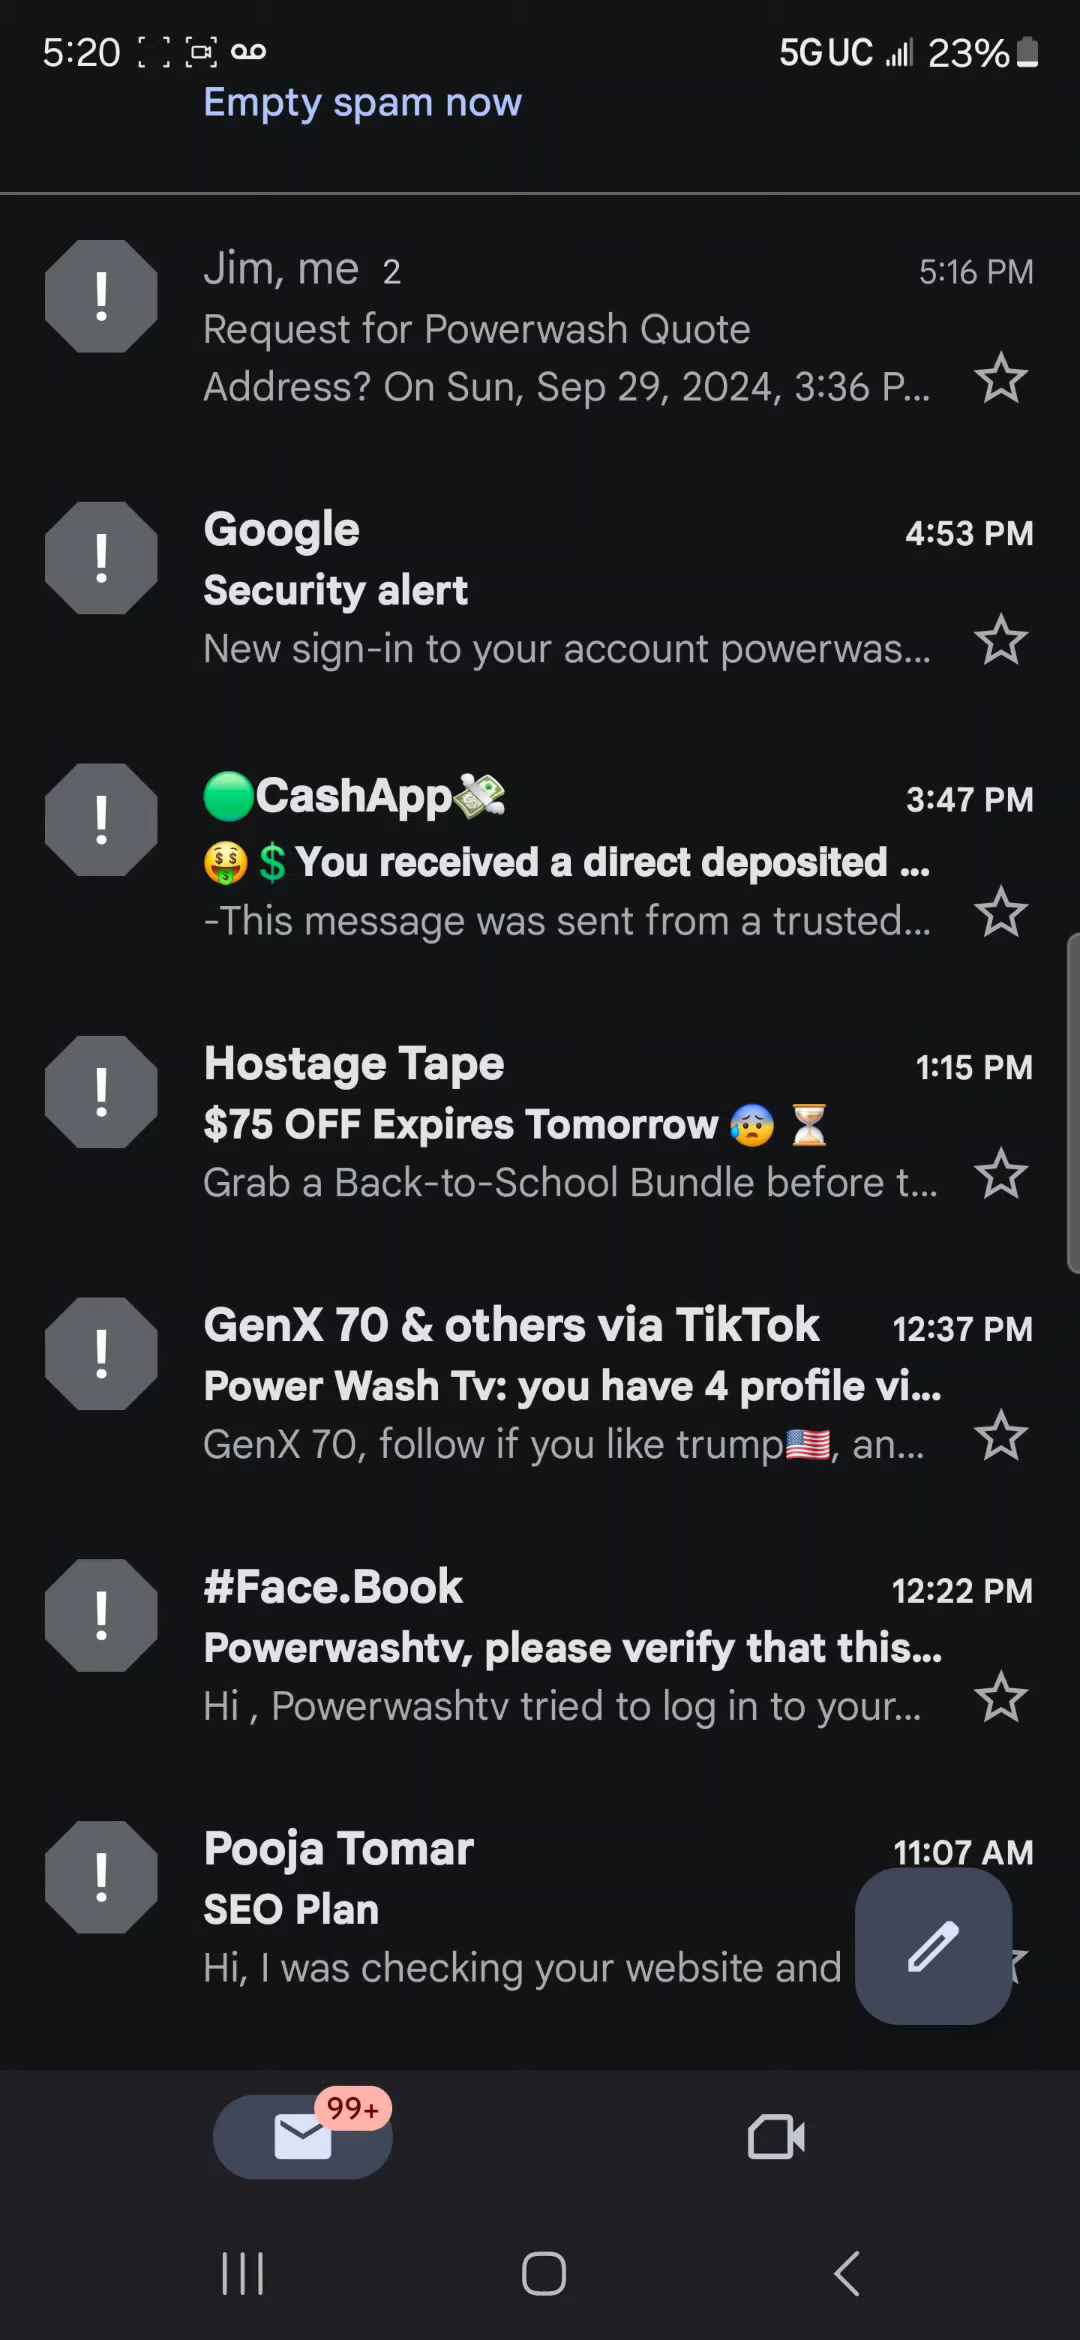 5:20 5G UC 23%
Empty spam now
Jim, me 2 5:16 PM
Request for Powerwash Quote
Address? On Sun, Sep 29, 2024, 3:36 P...
Google 4:53 PM
Security alert
New sign-in to your account powerwas...
🟢CashApp💸 3:47 PM
🤑💲You received a direct deposited ...
-This message was sent from a trusted...
Hostage Tape 1:15 PM
$75 OFF Expires Tomorrow 😰 ⏳
Grab a Back-to-School Bundle before t...
GenX 70 & others via TikTok 12:37 PM
Power Wash Tv: you have 4 profile vi...
GenX 70, follow if you like trump🇺🇸, an...
#Face.Book 12:22 PM
Powerwashtv, please verify that this...
Hi , Powerwashtv tried to log in to your...
Pooja Tomar 11:07 AM
SEO Plan
Hi, I was checking your website and
99+